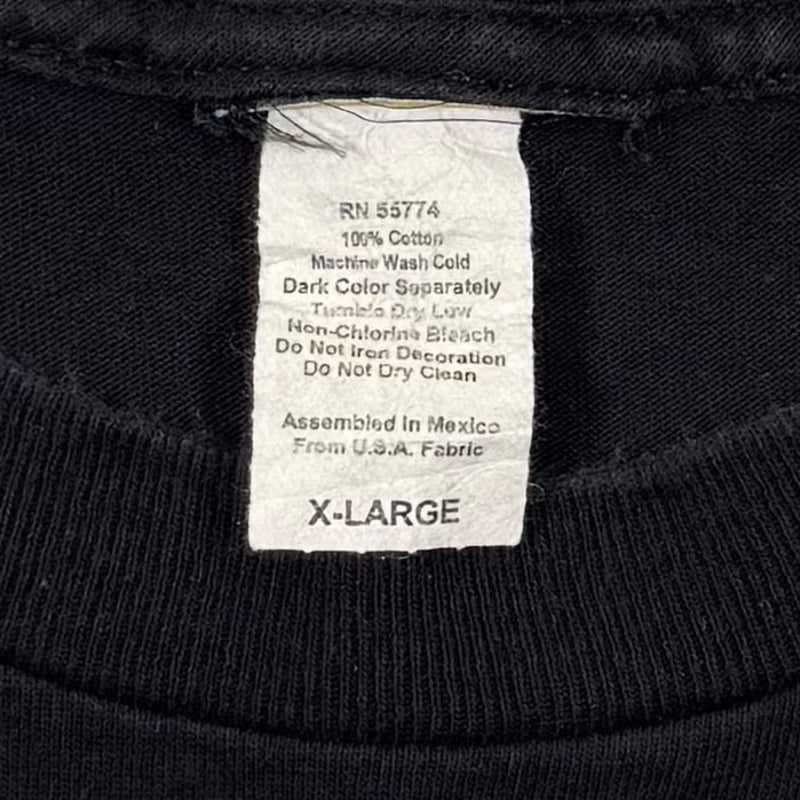 RN 55774
100% Cotton
Machine Wash Cold
Dark Color Separately
Tumble Dry Low
Non-Chlorine Bleach
Do Not Iron Decoration
Do Not Dry Clean
Assembled in Mexico
From U.S.A. Fabric
X-LARGE